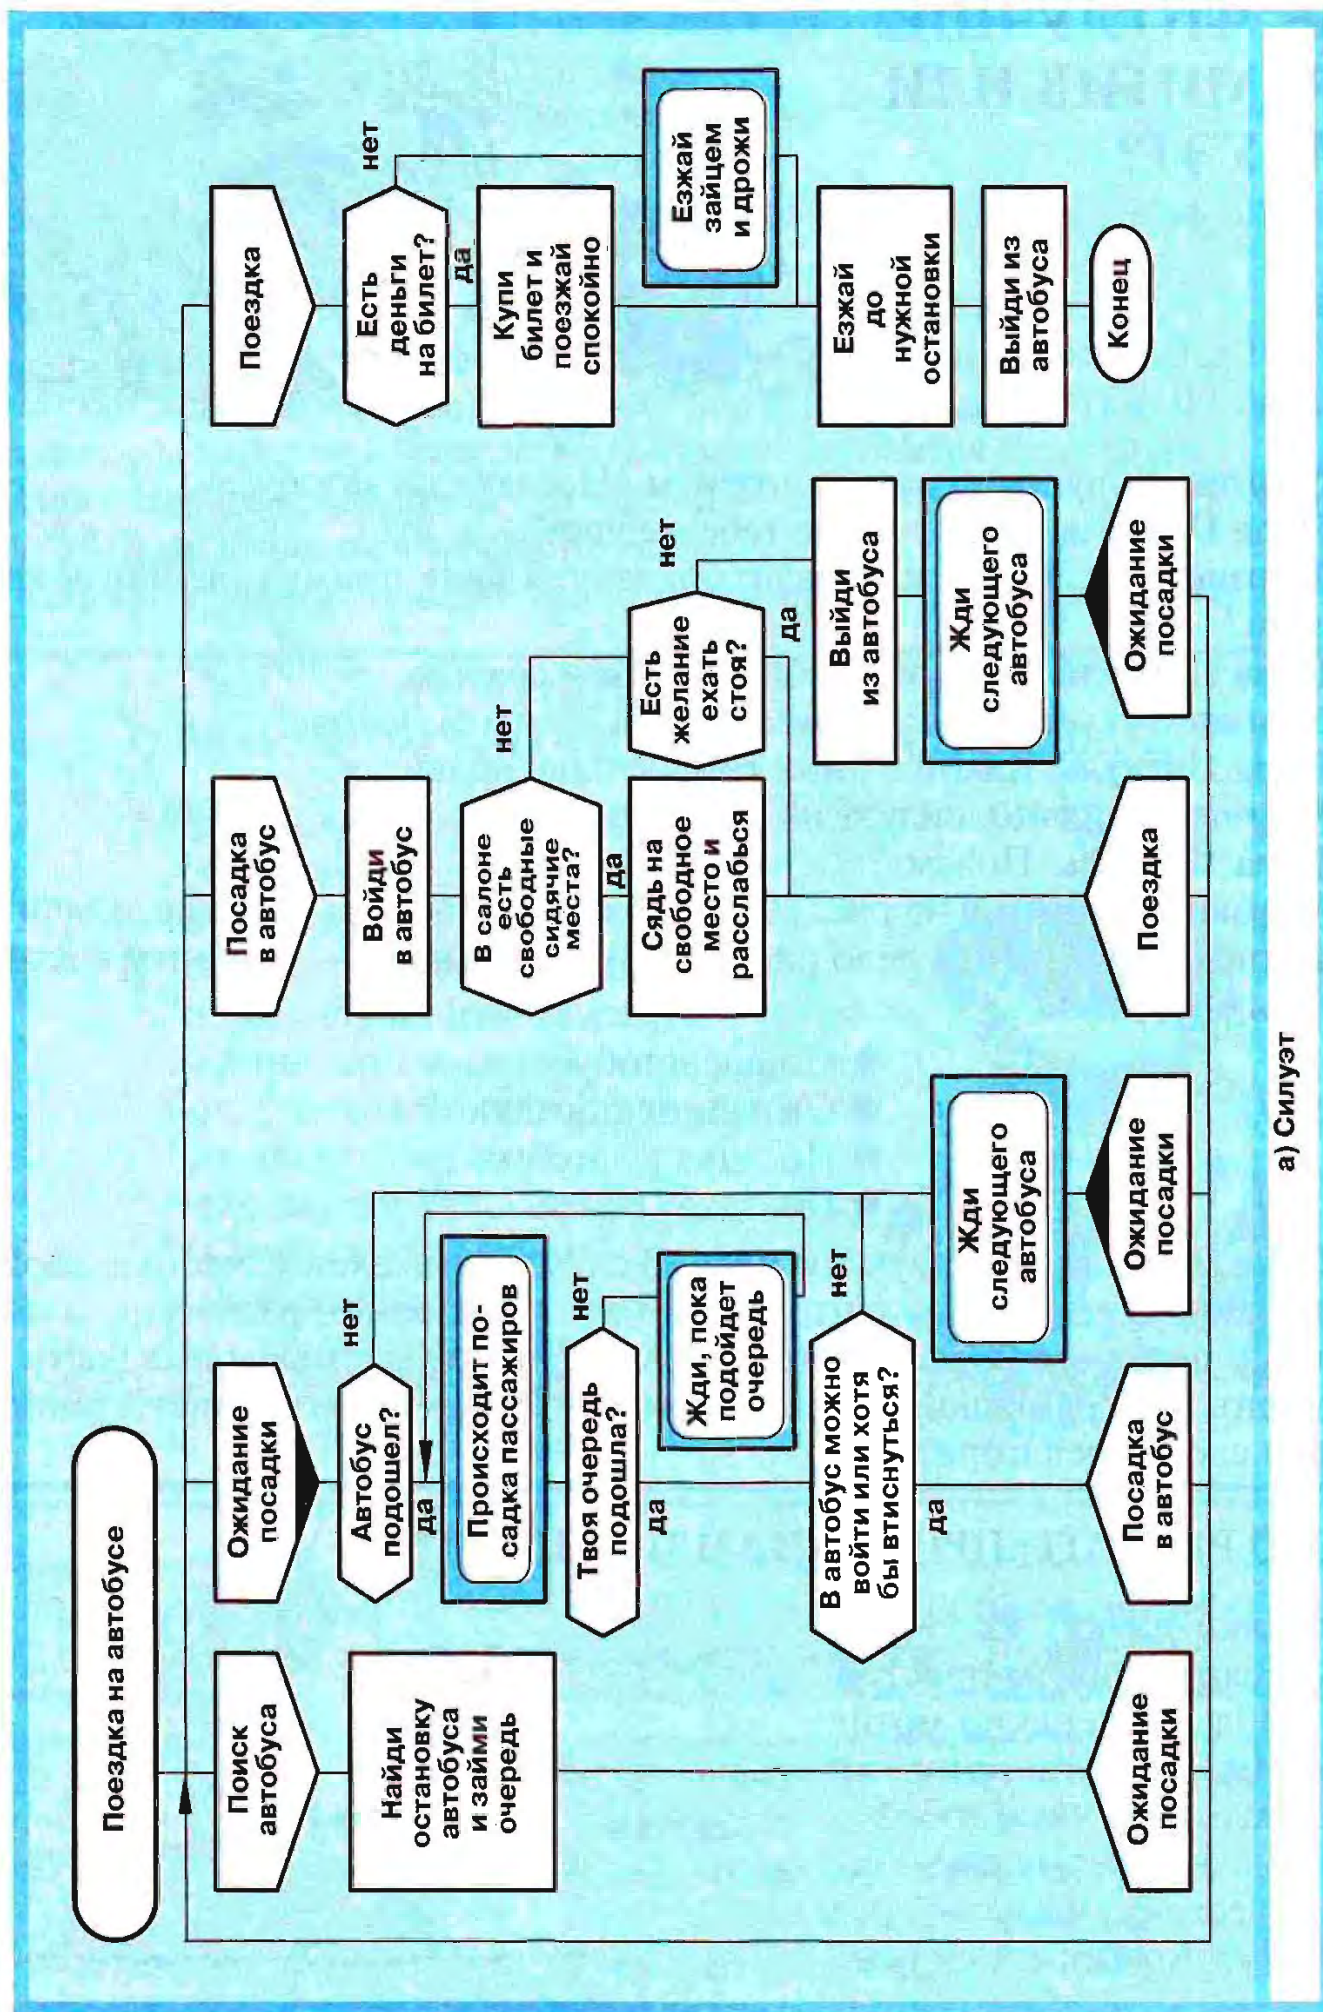 Поездка на автобусе
Поиск
автобуса
Найди
остановку
автобуса
и займи
очередь
Ожидание
посадки
Ожидание
посадки
Автобус
подошел?
нет
да
Происходит по-
садка пассажиров
Твоя очередь
подошла?
нет
да
Жди, пока
подойдет
очередь
В автобус можно
войти или хотя
бы втиснуться?
нет
да
Посадка
в автобус
Жди
следующего
автобуса
Ожидание
посадки
Посадка
в автобус
Войди
в автобус
В салоне
есть
свободные
сидячие
места?
нет
да
Сядь на
свободное
место и
расслабься
Есть
желание
ехать
стоя?
нет
да
Поездка
Выйди
из автобуса
Жди
следующего
автобуса
Ожидание
посадки
Поездка
Есть
деньги
на билет?
нет
да
Купи
билет и
поезжай
спокойно
Езжай
зайцем
и дрожи
Езжай
до
нужной
остановки
Выйди из
автобуса
Конец
а) Силуэт